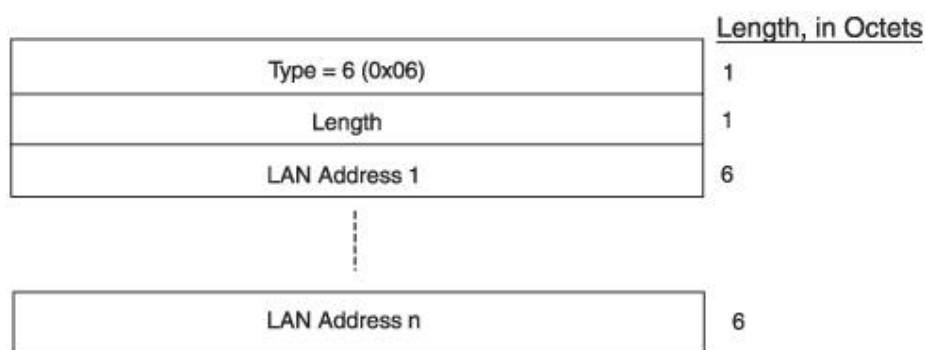 Length, in Octets
Type = 6 (0x06) 1
Length 1
LAN Address 1 6
LAN Address n 6